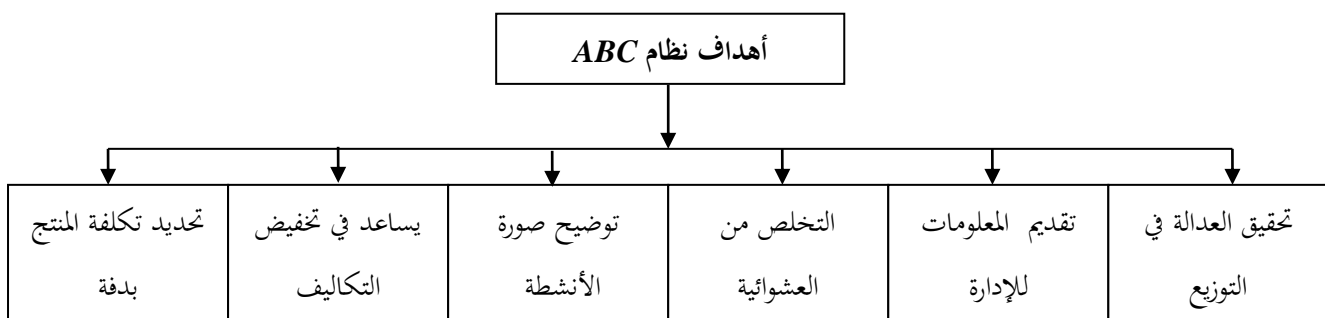 أهداف نظام ABC
تحقيق العدالة في
التوزيع
تقديم المعلومات
للإدارة
التخلص من
العشوائية
توضيح صورة
الأنشطة
يساعد في تخفيض
التكاليف
تحديد تكلفة المنتج
بدفة